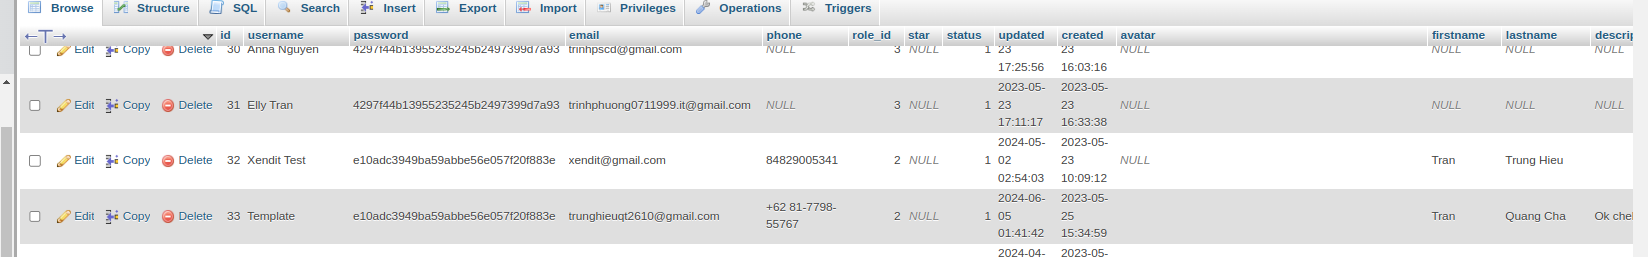 Browse Structure SQL Search Insert Export Import Privileges Operations Triggers
←T→ id username password email phone role_id star status updated created avatar firstname lastname
Edit Copy Delete 30 Anna Nguyen 4297f44b13955235245b2497399d7a93 trinhpscd@gmail.com NULL 3 NULL 1 23 23 NULL NULL NULL NULL
17:25:56 16:03:16
2023-05- 2023-05-
Edit Copy Delete 31 Elly Tran 4297f44b13955235245b2497399d7a93 trinhphuong0711999.it@gmail.com NULL 3 NULL 1 23 23 NULL NULL NULL NULL
17:11:17 16:33:38
2024-05- 2023-05-
Edit Copy Delete 32 Xendit Test e10adc3949ba59abbe56e057f20f883e xendit@gmail.com 84829005341 2 NULL 1 02 23 NULL Tran Trung Hieu
02:54:03 10:09:12
2024-06- 2023-05-
+62 81-7798-
Edit Copy Delete 33 Template e10adc3949ba59abbe56e057f20f883e trunghieuqt2610@gmail.com 2 NULL 1 05 25 Tran Quang Cha Ok
55767
01:41:42 15:34:59
2024-04- 2023-05-